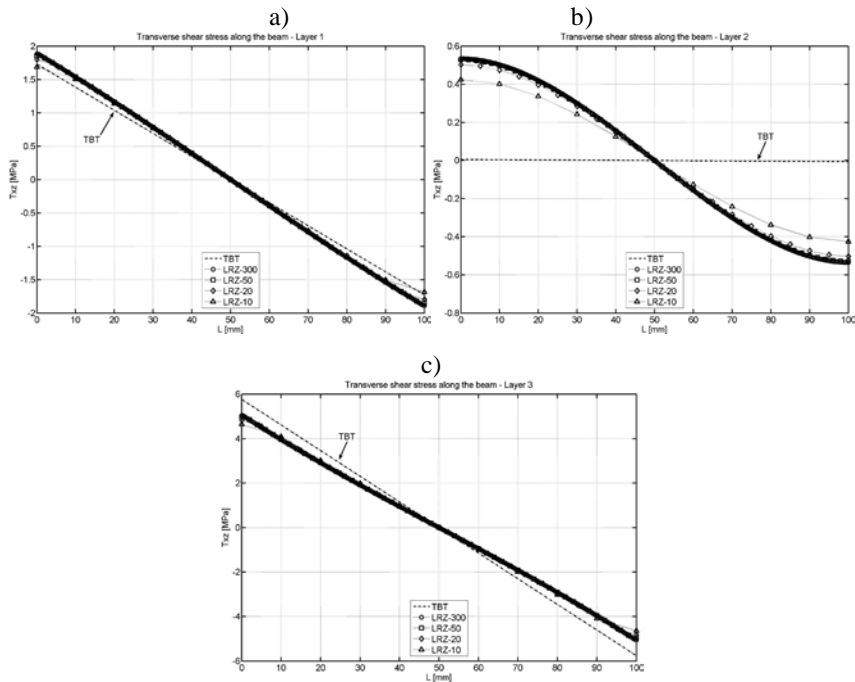 a)
Transverse shear stress along the beam - Layer 1
2
1.5
1
0.5
0
-0.5
-1
-1.5
-2
Txz [MPa]
TBT
TBT
LRZ-300
LRZ-50
LRZ-20
LRZ-10
0 10 20 30 40 50 60 70 80 90 100
L [mm]
b)
Transverse shear stress along the beam - Layer 2
0.6
0.4
0.2
0
-0.2
-0.4
-0.6
-0.8
Txz [MPa]
TBT
TBT
LRZ-300
LRZ-50
LRZ-20
LRZ-10
0 10 20 30 40 50 60 70 80 90 100
L [mm]
c)
Transverse shear stress along the beam - Layer 3
6
4
2
0
-2
-4
-6
Txz [MPa]
TBT
TBT
LRZ-300
LRZ-50
LRZ-20
LRZ-10
0 10 20 30 40 50 60 70 80 90 100
L [mm]